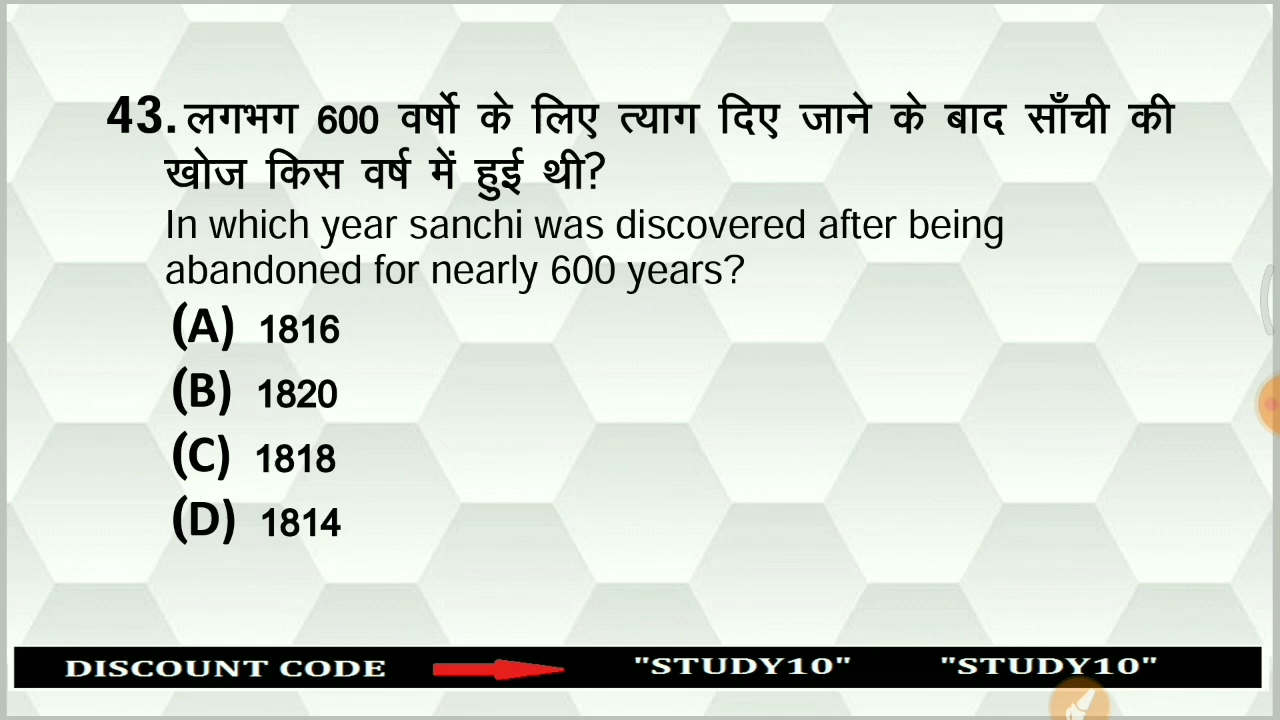 43. लगभग 600 वर्षो के लिए त्याग दिए जाने के बाद साँची की
खोज किस वर्ष में हुई थी?
In which year sanchi was discovered after being
abandoned for nearly 600 years?
(A) 1816
(B) 1820
(C) 1818
(D) 1814
DISCOUNT CODE "STUDY10" "STUDY10"